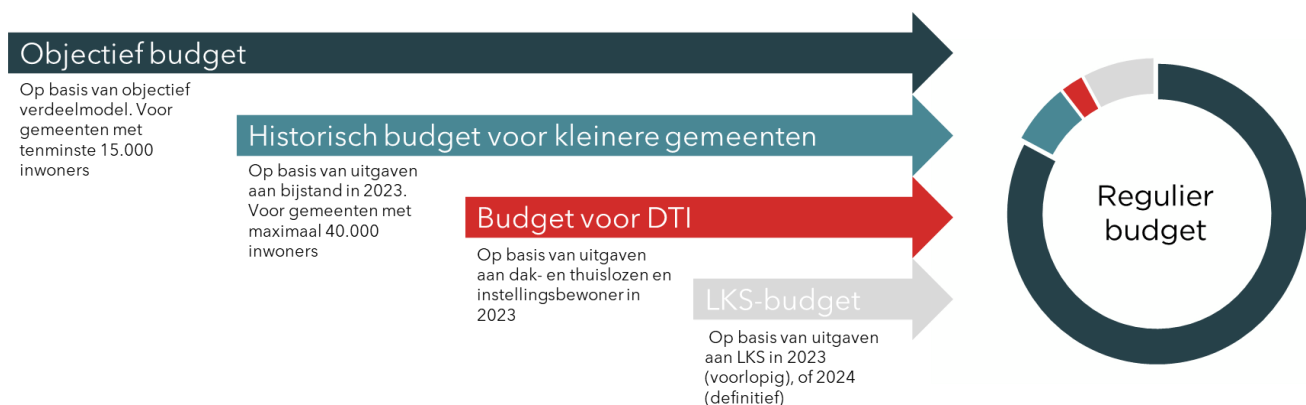 Objectief budget
Op basis van objectief
verdeelmodel. Voor
gemeenten met
tenminste 15.000
inwoners
Historisch budget voor kleinere gemeenten
Op basis van uitgaven
aan bijstand in 2023.
Voor gemeenten met
maximaal 40.000
inwoners
Budget voor DTI
Op basis van uitgaven
aan dak- en thuislozen en
instellingsbewoner in
2023
LKS-budget
Op basis van uitgaven
aan LKS in 2023
(voorlopig), of 2024
(definitief)
Regulier
budget